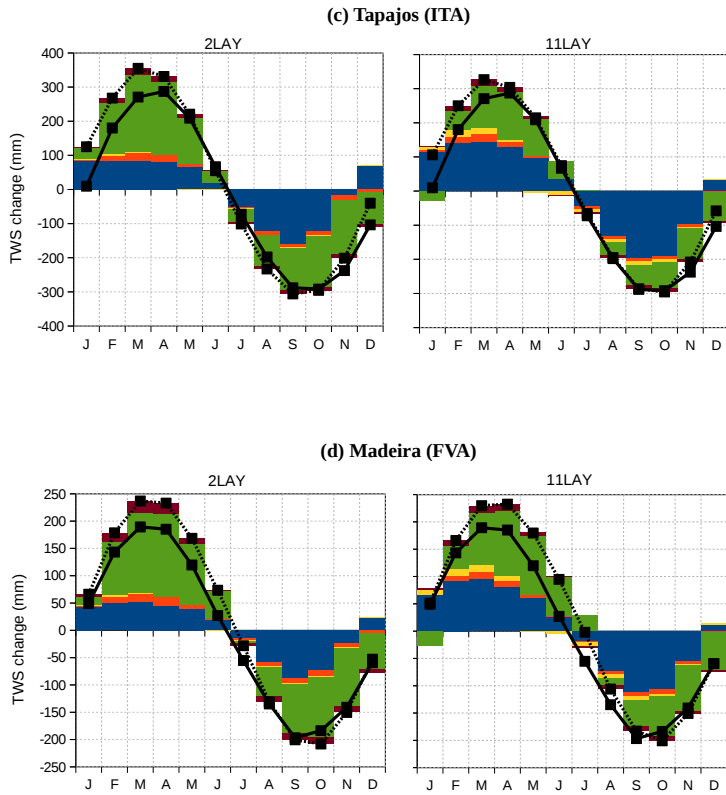 (c) Tapajos (ITA)
2LAY
11LAY
400
300
200
100
0
-100
-200
-300
-400
TWS change (mm)
J F M A M J J A S O N D
J F M A M J J A S O N D
(d) Madeira (FVA)
2LAY
11LAY
250
200
150
100
50
0
-50
-100
-150
-200
-250
TWS change (mm)
J F M A M J J A S O N D
J F M A M J J A S O N D